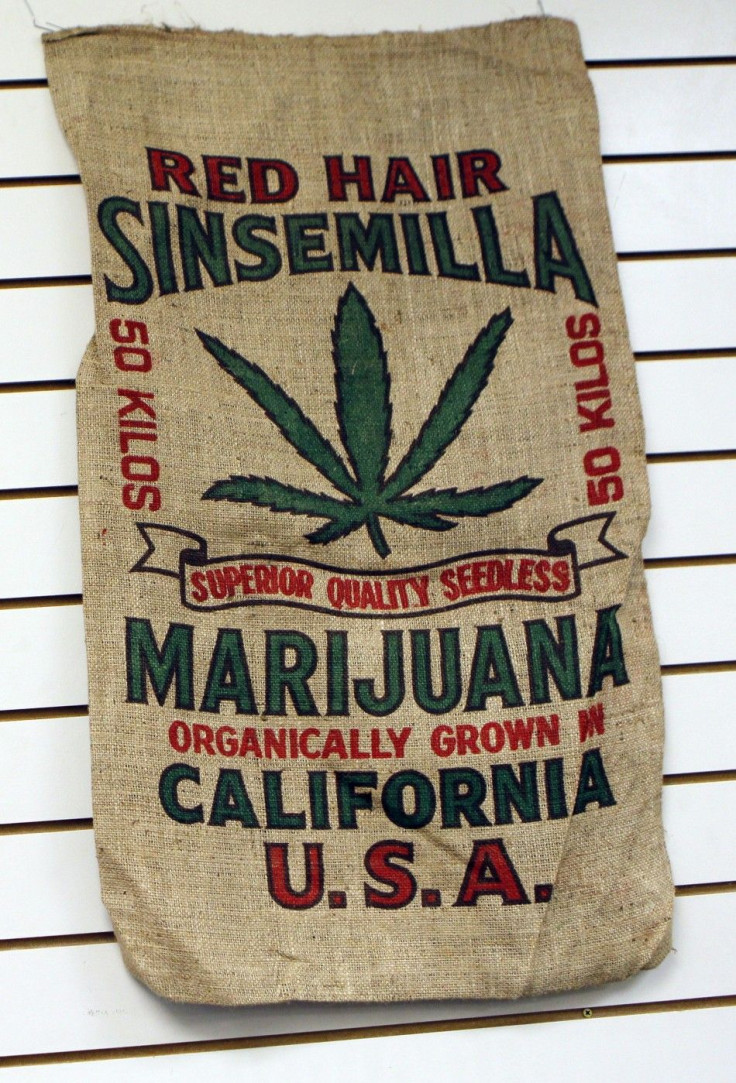 RED HAIR
SINSEMILLA
50 KILOS
50 KILOS
SUPERIOR QUALITY SEEDLESS
MARIJUANA
ORGANICALLY GROWN IN
CALIFORNIA
U.S.A.